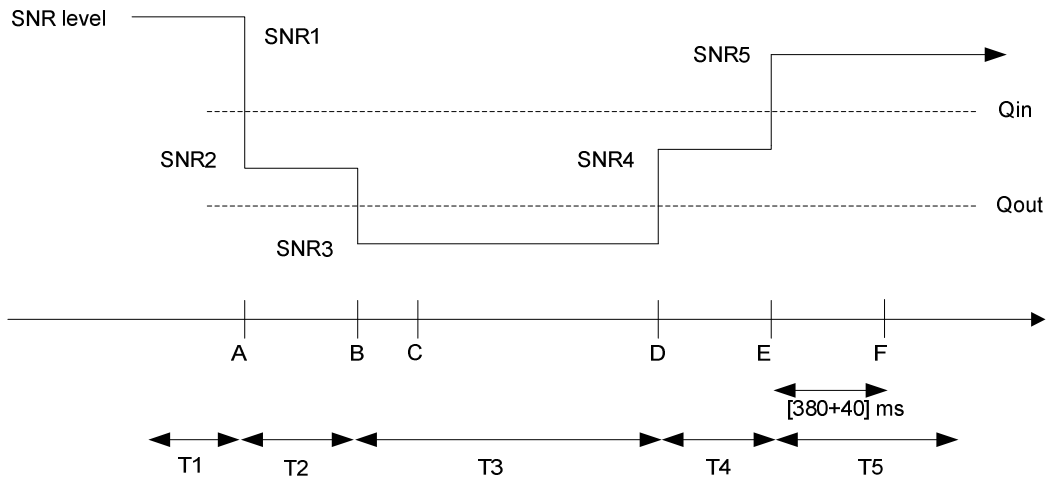 SNR level
SNR1
SNR5
Qin
SNR2
SNR4
Qout
SNR3
A
B
C
D
E
F
[380+40] ms
T1
T2
T3
T4
T5